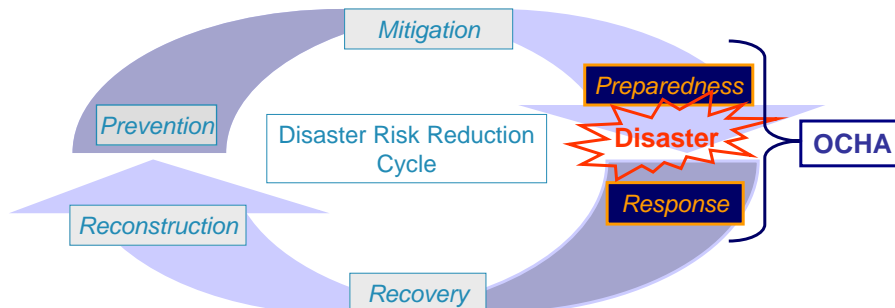 Mitigation
Preparedness
Prevention
Disaster Risk Reduction
Cycle
Disaster
OCHA
Response
Reconstruction
Recovery